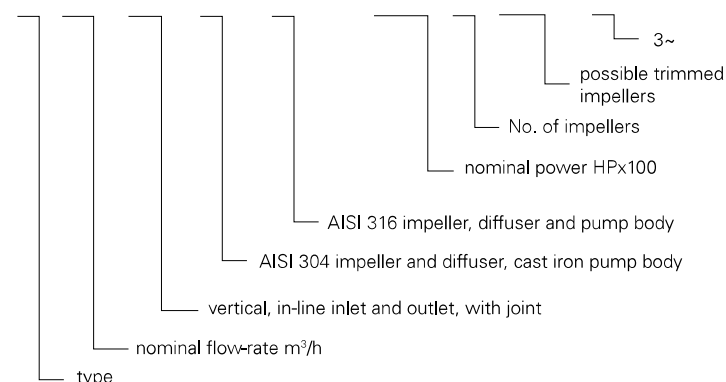 3~
possible trimmed
impellers
No. of impellers
nominal power HPx100
AISI 316 impeller, diffuser and pump body
AISI 304 impeller and diffuser, cast iron pump body
vertical, in-line inlet and outlet, with joint
nominal flow-rate m³/h
type